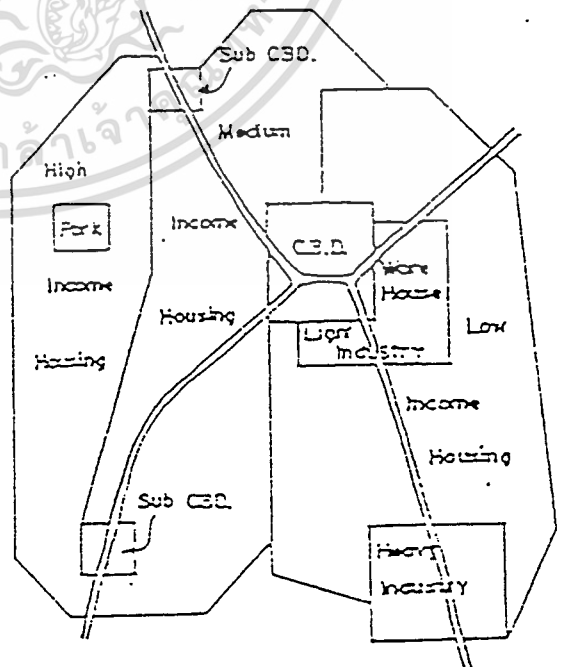 Sub CBD.
Medium
High
Park
Income
C.B.D.
Ware
House
Income
Housing
Light
Industry
Low
Housing
Income
Housing
Sub CBD.
Heavy
Industry